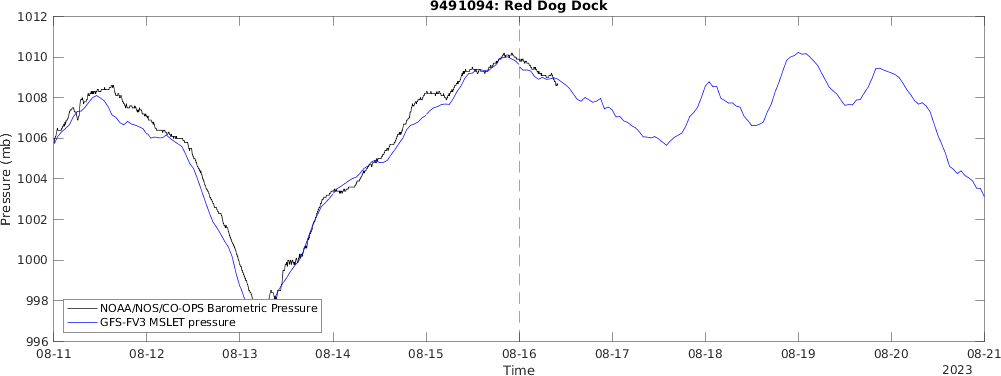 9491094: Red Dog Dock
Pressure (mb)
1012
1010
1008
1006
1004
1002
1000
998
996
NOAA/NOS/CO-OPS Barometric Pressure
GFS-FV3 MSLET pressure
08-11 08-12 08-13 08-14 08-15 08-16 08-17 08-18 08-19 08-20 08-21
Time
2023